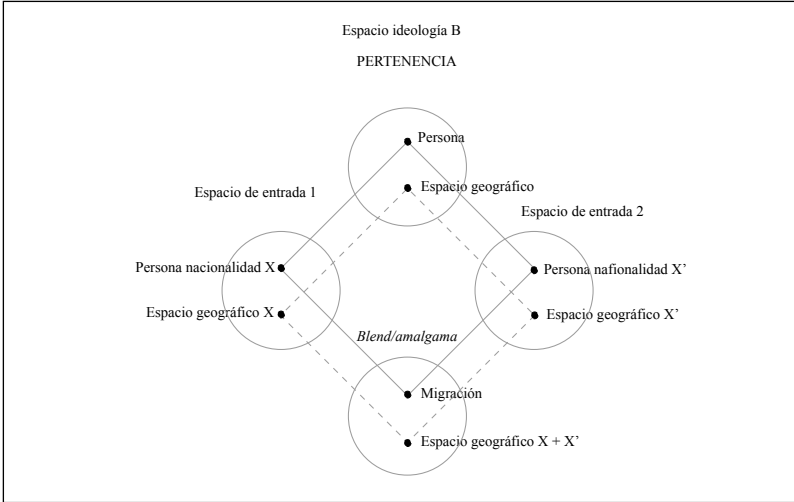 Espacio ideología B
PERTENENCIA
Persona
Espacio geográfico
Espacio de entrada 1
Espacio de entrada 2
Persona nacionalidad X
Persona nafionalidad X’
Espacio geográfico X
Espacio geográfico X’
Blend/amalgama
Migración
Espacio geográfico X + X’